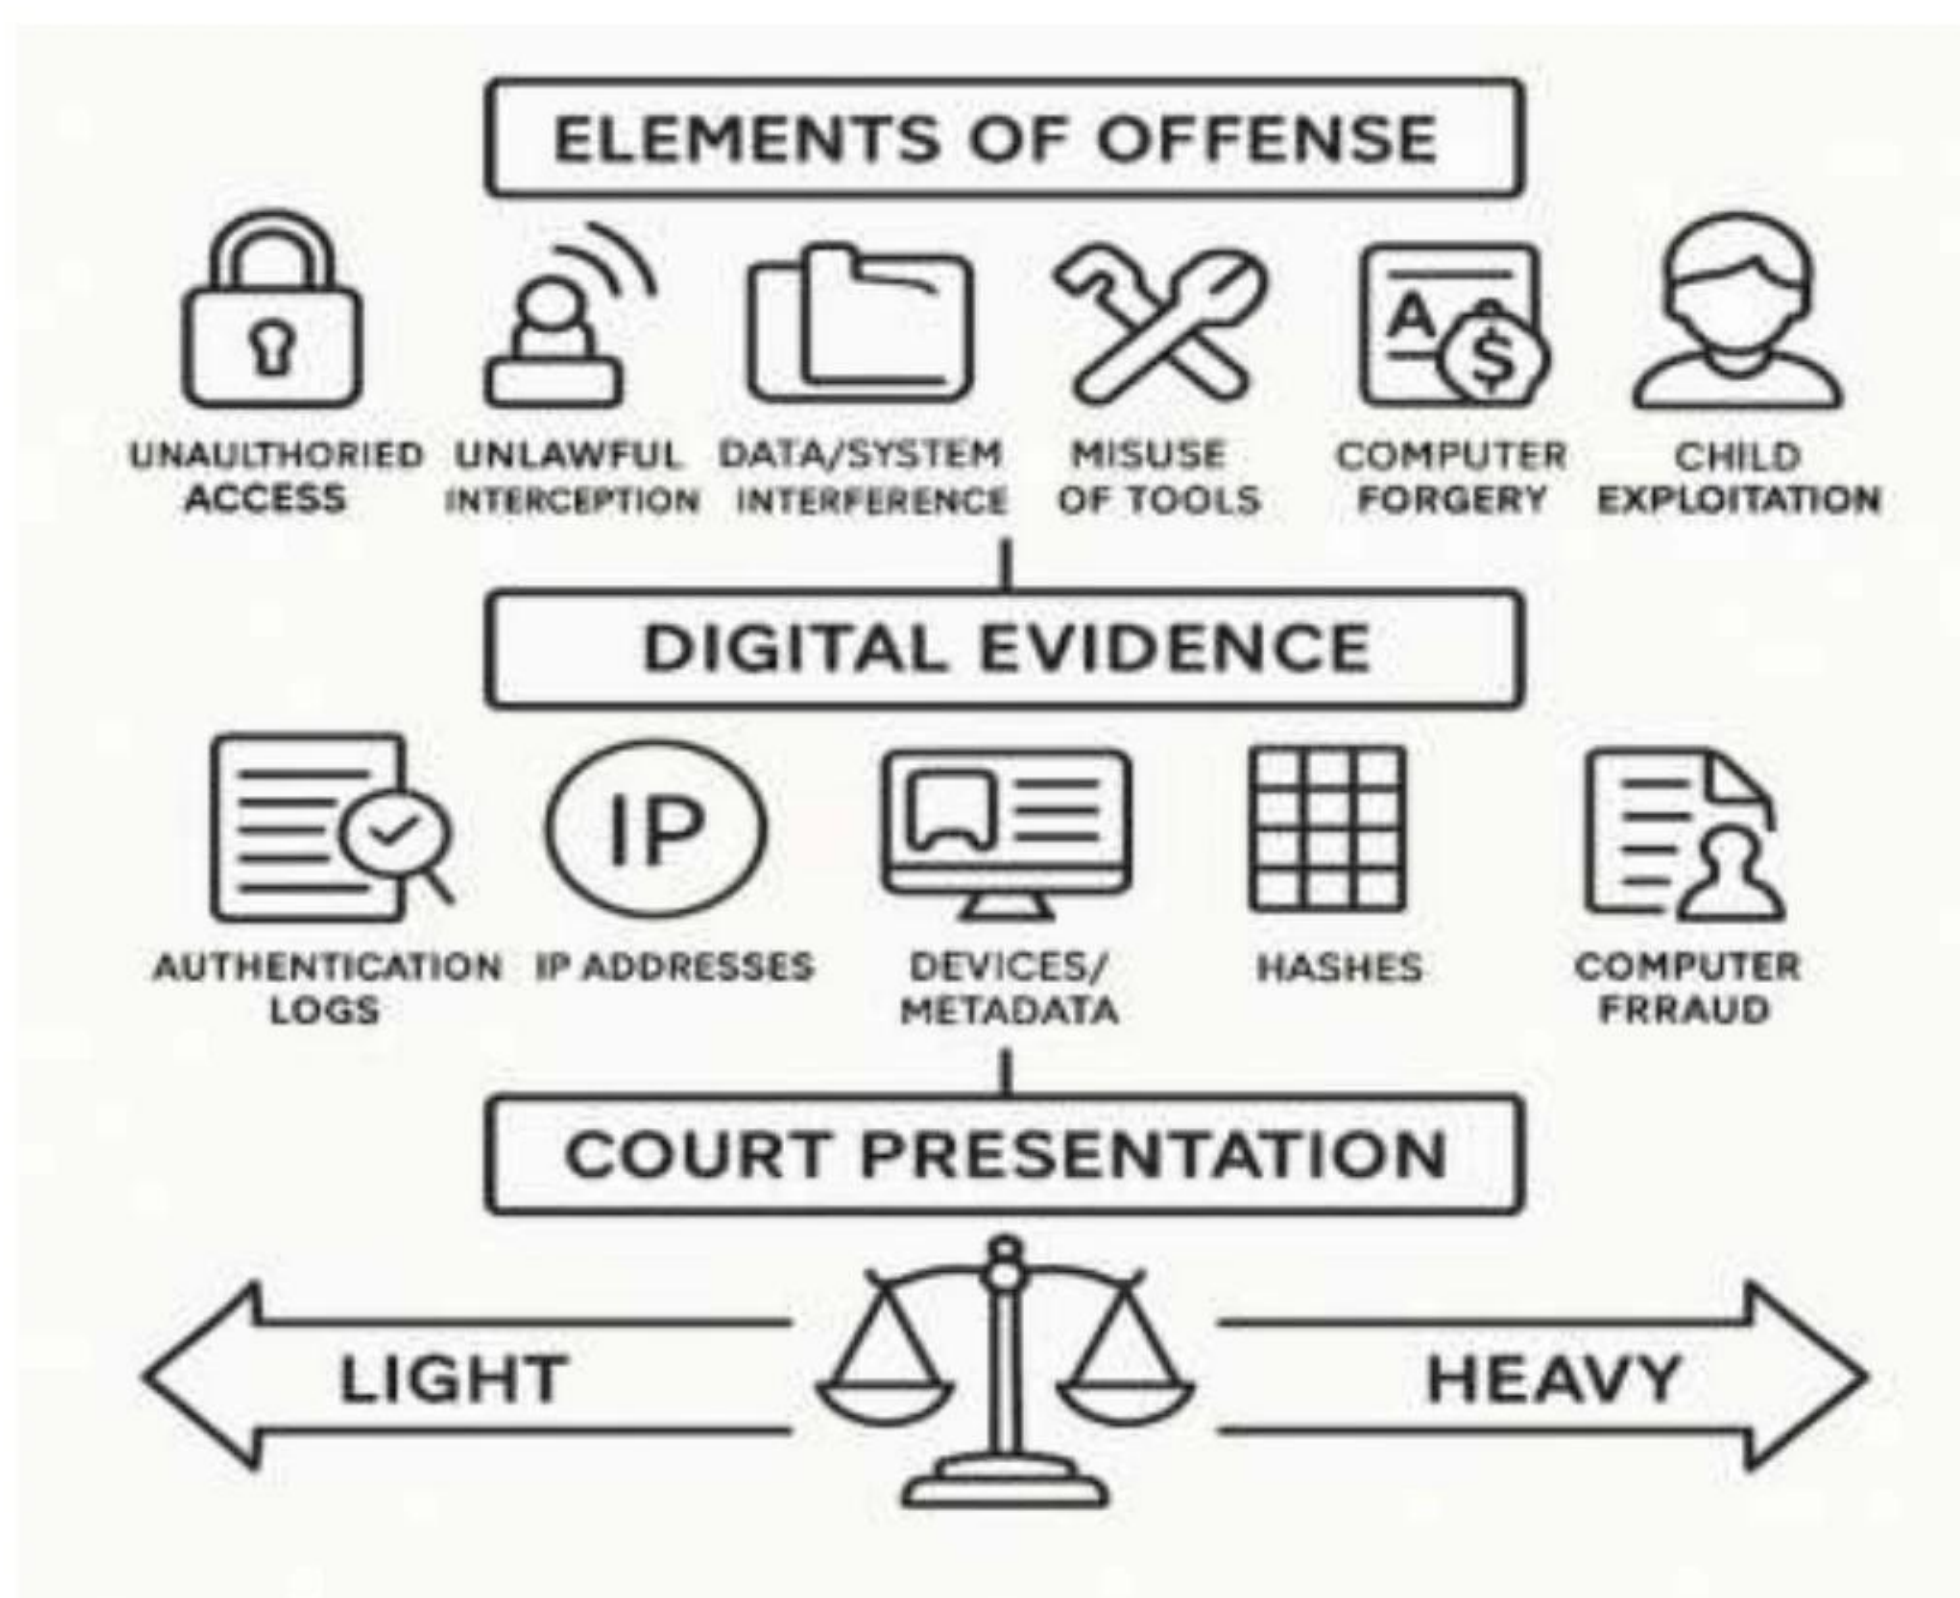 ELEMENTS OF OFFENSE
UNAULTHORIED
ACCESS
UNLAWFUL
INTERCEPTION
DATA/SYSTEM
INTERFERENCE
MISUSE
OF TOOLS
A
$
COMPUTER
FORGERY
CHILD
EXPLOITATION
DIGITAL EVIDENCE
AUTHENTICATION
LOGS
IP
IP ADDRESSES
DEVICES/
METADATA
HASHES
COMPUTER
FRRAUD
COURT PRESENTATION
LIGHT
HEAVY